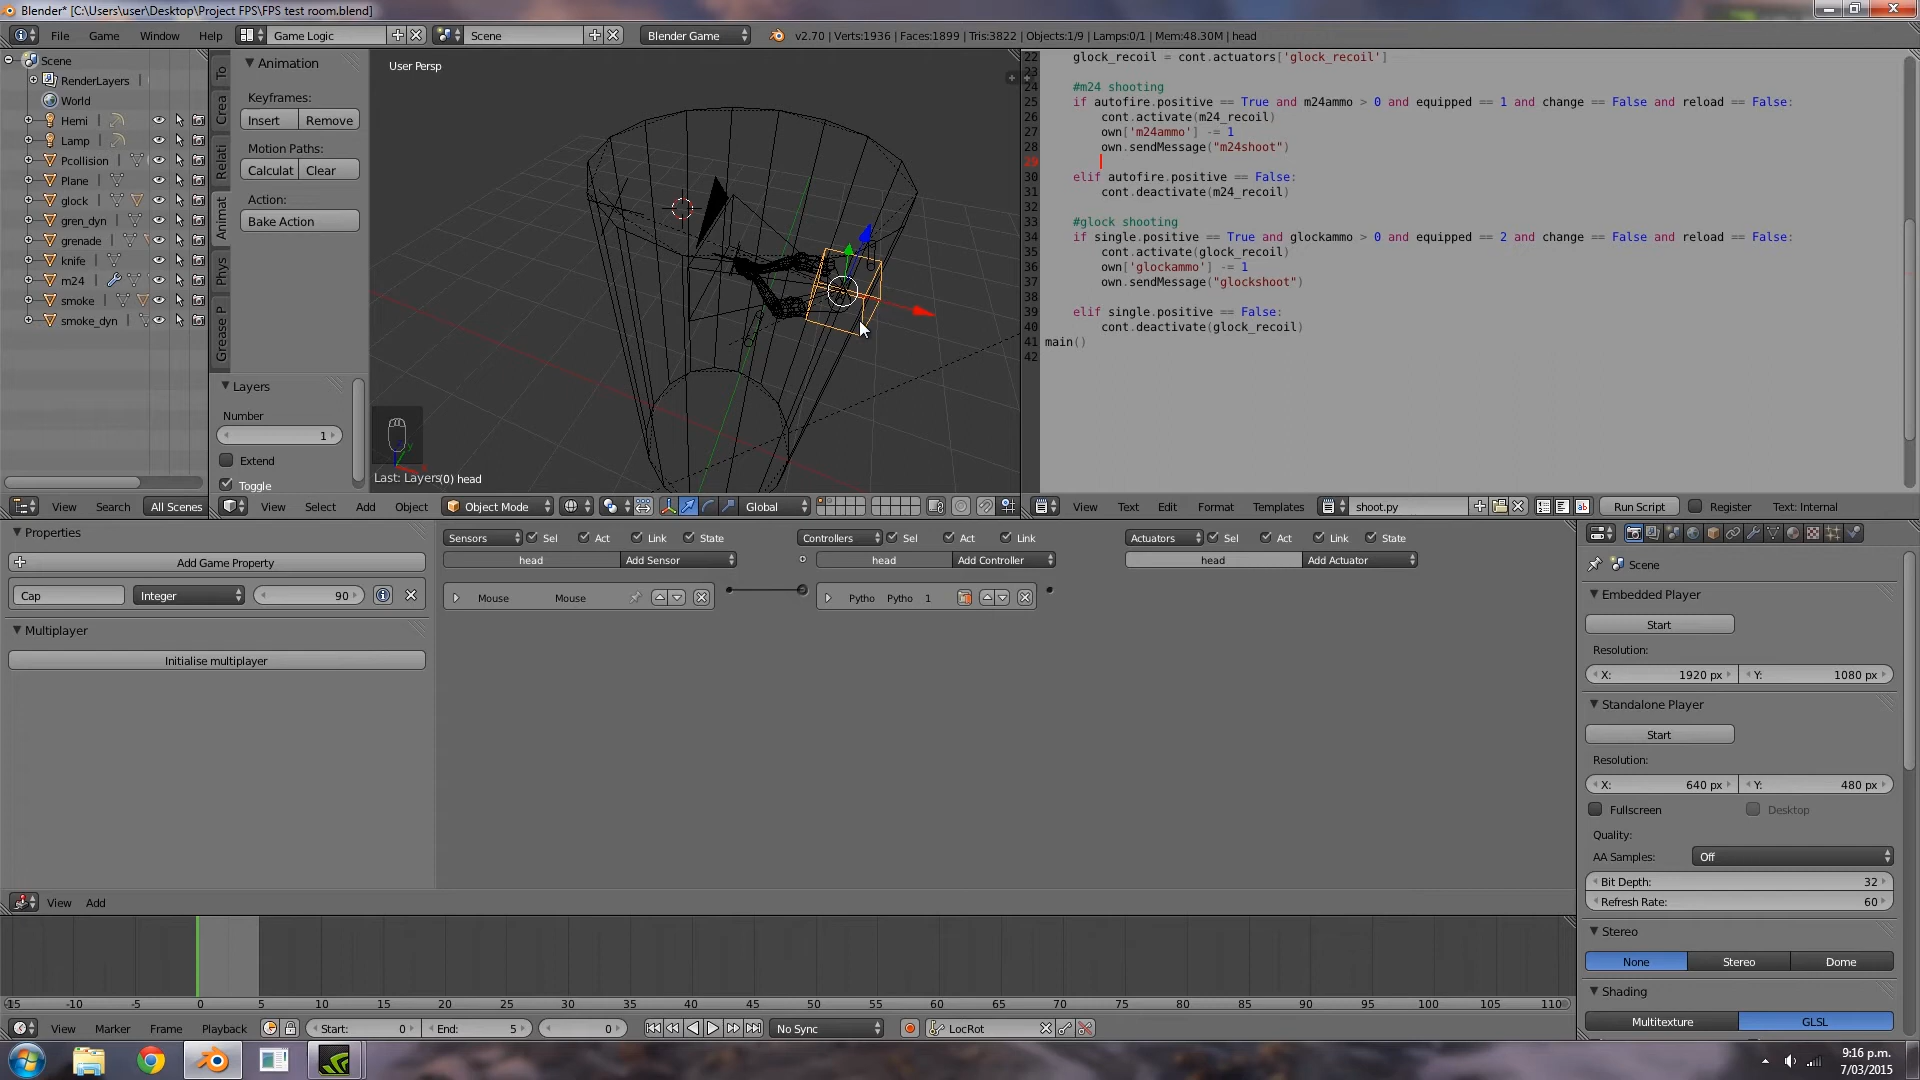 Blender* [C:\Users\user\Desktop\Project FPS\FPS test room.blend]
File Game Window Help Game Logic Scene Blender Game v2.70 | Verts:1936 | Faces:1899 | Tris:3822 | Objects:1/9 | Lamps:0/1 | Mem:48.30M | head
Scene
RenderLayers
World
Hemi
Lamp
Pcollision
Plane
glock
gren_dyn
grenade
knife
m24
smoke
smoke_dyn
View Search All Scenes
To
Crea
Relati
Animat
Phys
Grease P
Animation
Keyframes:
Insert Remove
Motion Paths:
Calculat Clear
Action:
Bake Action
Layers
Number
1
Extend
Toggle
User Persp
Last: Layers
(0) head
View Select Add Object Object Mode Global
22 glock_recoil = cont.actuators['glock_recoil']
23
24 #m24 shooting
25 if autofire.positive == True and m24ammo > 0 and equipped == 1 and change == False and reload == False:
26 cont.activate(m24_recoil)
27 own['m24ammo'] -= 1
28 own.sendMessage("m24shoot")
29
30 elif autofire.positive == False:
31 cont.deactivate(m24_recoil)
32
33 #glock shooting
34 if single.positive == True and glockammo > 0 and equipped == 2 and change == False and reload == False:
35 cont.activate(glock_recoil)
36 own['glockammo'] -= 1
37 own.sendMessage("glockshoot")
38
39 elif single.positive == False:
40 cont.deactivate(glock_recoil)
41 main()
42
View Text Edit Format Templates shoot.py Run Script Register Text: Internal
Properties
Add Game Property
Cap Integer 90
Multiplayer
Initialise multiplayer
Sensors Sel Act Link State
head Add Sensor
Mouse Mouse
Controllers Sel Act Link
head Add Controller
Pytho Pytho 1
Actuators Sel Act Link State
head Add Actuator
View Add
Scene
Embedded Player
Start
Resolution:
X: 1920 px Y: 1080 px
Standalone Player
Start
Resolution:
X: 640 px Y: 480 px
Fullscreen Desktop
Quality:
AA Samples: Off
Bit Depth: 32
Refresh Rate: 60
Stereo
None Stereo Dome
Shading
Multitexture GLSL
-15 -10 -5 0 5 10 15 20 25 30 35 40 45 50 55 60 65 70 75 80 85 90 95 100 105 110
View Marker Frame Playback Start: 0 End: 5 0 No Sync LocRot
9:16 p.m.
7/03/2015